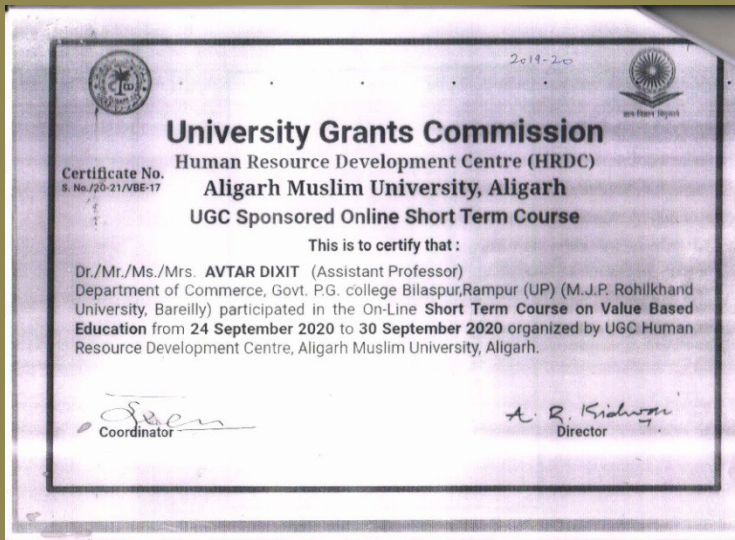 2019-20
ज्ञान-विज्ञान विमुक्तये
University Grants Commission
Human Resource Development Centre (HRDC)
Certificate No.
S. No./20-21/VBE-17
Aligarh Muslim University, Aligarh
UGC Sponsored Online Short Term Course
This is to certify that :
Dr./Mr./Ms./Mrs. AVTAR DIXIT (Assistant Professor)
Department of Commerce, Govt. P.G. college Bilaspur,Rampur (UP) (M.J.P. Rohilkhand
University, Bareilly) participated in the On-Line Short Term Course on Value Based
Education from 24 September 2020 to 30 September 2020 organized by UGC Human
Resource Development Centre, Aligarh Muslim University, Aligarh.
A. R. Kidwai
Coordinator
Director